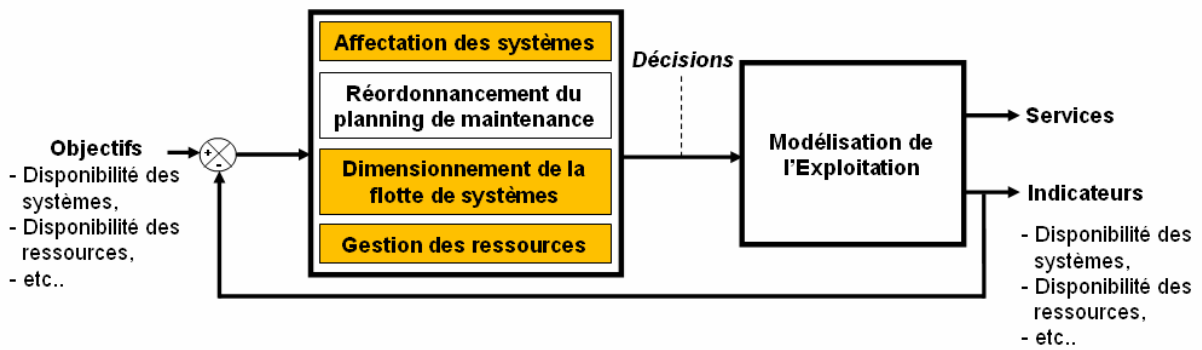 Affectation des systèmes
Réordonnancement du
planning de maintenance
Dimensionnement de la
flotte de systèmes
Gestion des ressources
Objectifs
- Disponibilité des
systèmes,
- Disponibilité des
ressources,
- etc..
+
-
Décisions
Modélisation de
l'Exploitation
Services
Indicateurs
- Disponibilité des
systèmes,
- Disponibilité des
ressources,
- etc..